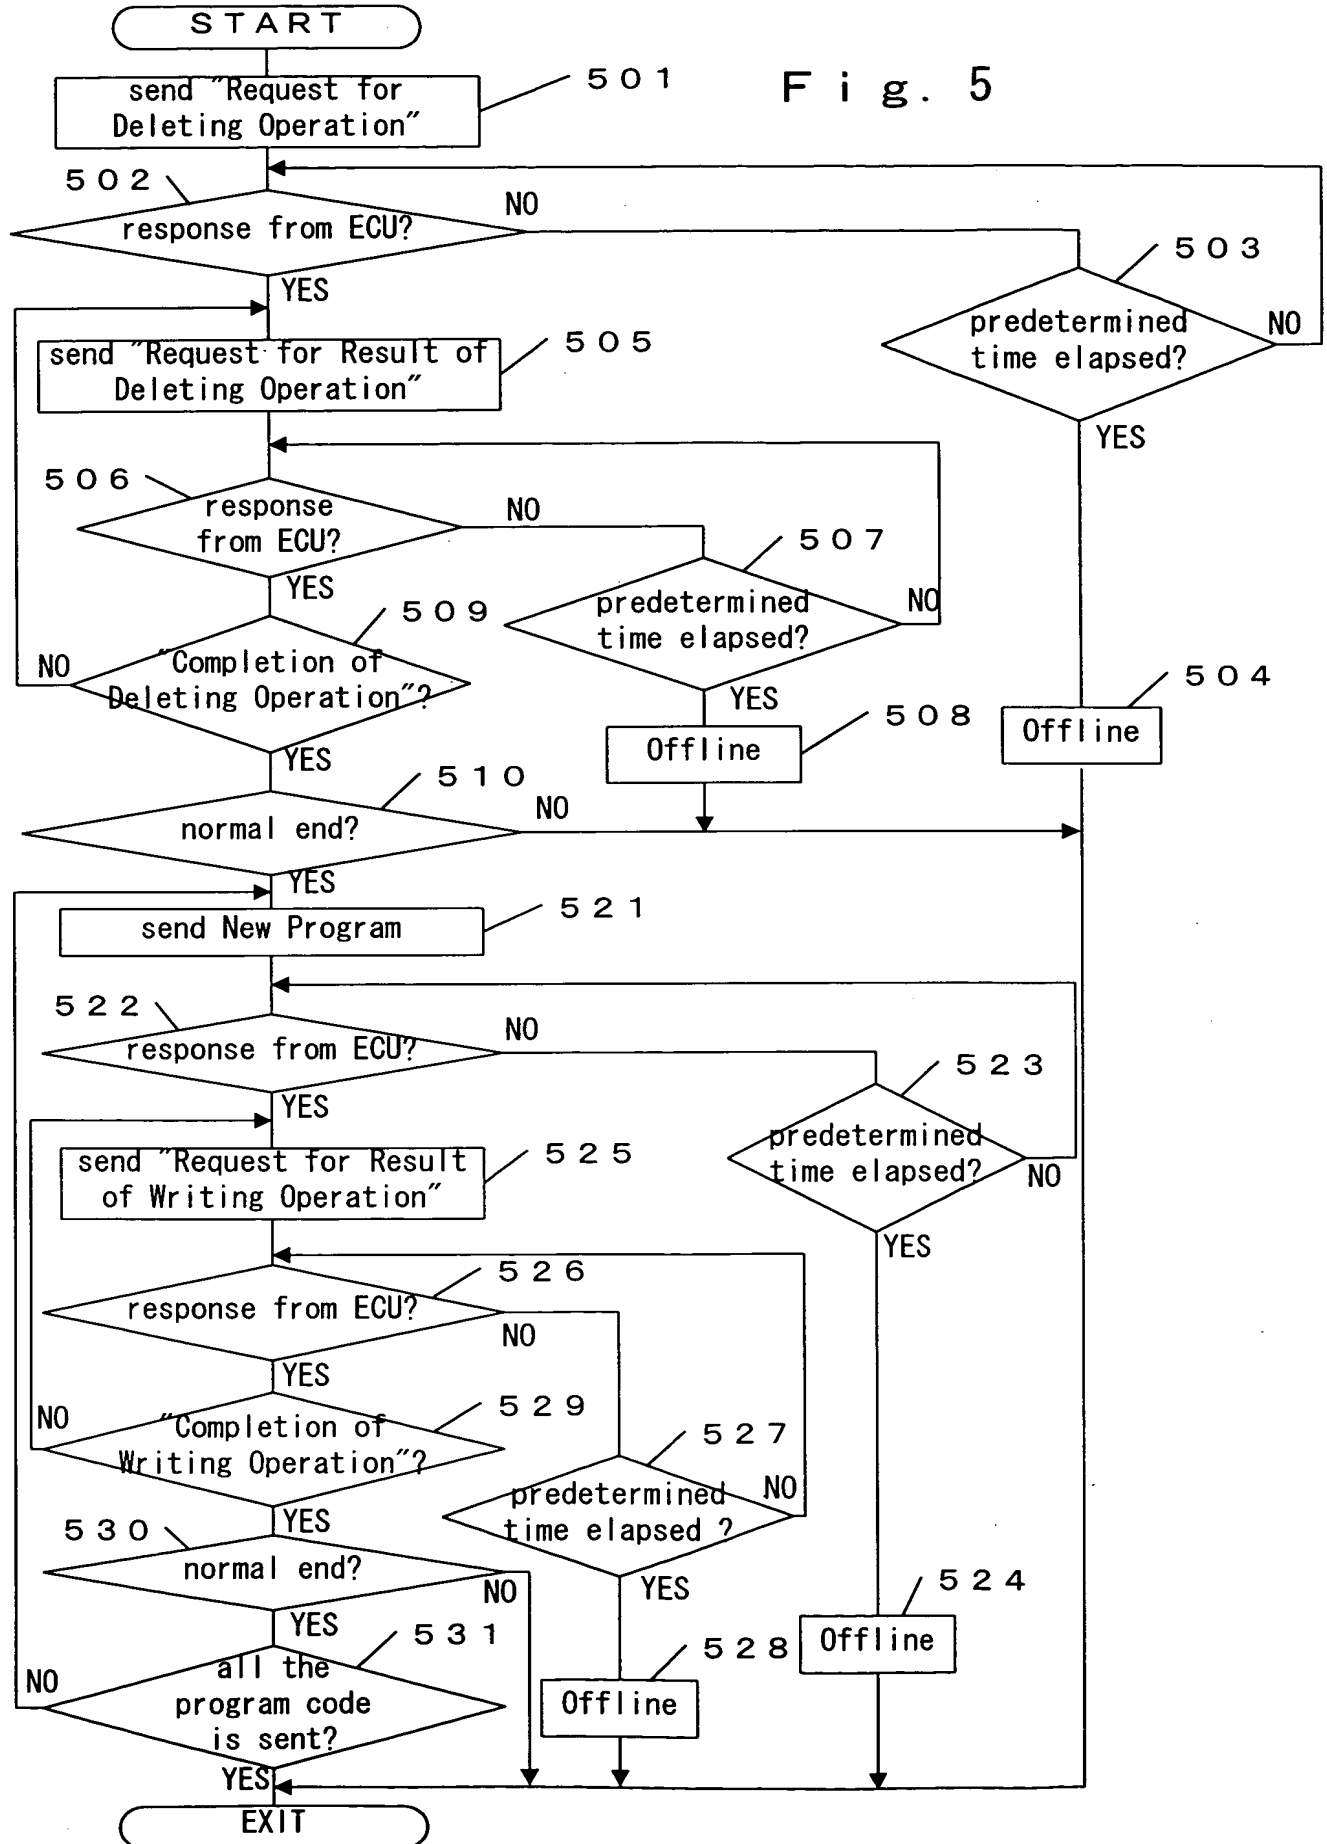 START
Fig. 5
501
send "Request for
Deleting Operation"
502
response from ECU?
NO
YES
503
predetermined
time elapsed?
NO
YES
505
send "Request for Result of
Deleting Operation"
506
response
from ECU?
NO
YES
507
predetermined
time elapsed?
NO
YES
509
"Completion of
Deleting Operation"?
NO
YES
504
Offline
508
Offline
510
normal end?
NO
YES
521
send New Program
522
response from ECU?
NO
YES
523
predetermined
time elapsed?
NO
YES
525
send "Request for Result
of Writing Operation"
526
response from ECU?
NO
YES
529
"Completion of
Writing Operation"?
NO
YES
527
predetermined
time elapsed ?
NO
YES
530
normal end?
NO
YES
524
Offline
531
all the
program code
is sent?
NO
YES
528
Offline
EXIT